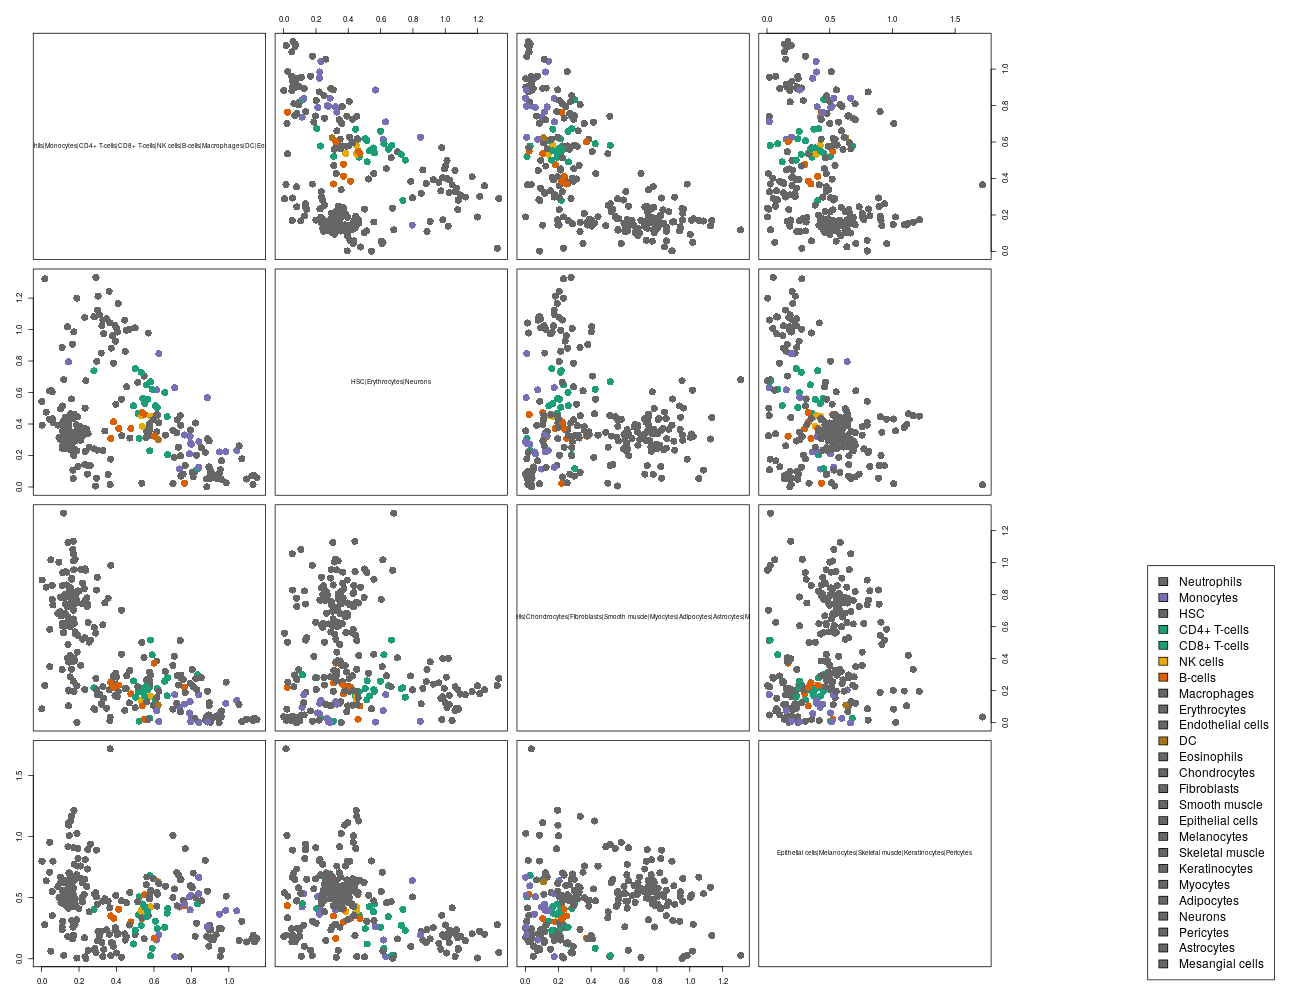 0.0 0.2 0.4 0.6 0.8 1.0 1.2
0.0 0.5 1.0 1.5
hils|Monocytes|CD4+ T-cells|CD8+ T-cells|NK cells|B-cells|Macrophages|DC|Eo
0.0 0.2 0.4 0.6 0.8 1.0
0.0 0.2 0.4 0.6 0.8 1.0 1.2
HSC|Erythrocytes|Neurons
ells|Chondrocytes|Fibroblasts|Smooth muscle|Myocytes|Adipocytes|Astrocytes|M
0.0 0.2 0.4 0.6 0.8 1.0 1.2
0.0 0.5 1.0 1.5
Epithelial cells|Melanocytes|Skeletal muscle|Keratinocytes|Pericytes
0.0 0.2 0.4 0.6 0.8 1.0
0.0 0.2 0.4 0.6 0.8 1.0 1.2
Neutrophils
Monocytes
HSC
CD4+ T-cells
CD8+ T-cells
NK cells
B-cells
Macrophages
Erythrocytes
Endothelial cells
DC
Eosinophils
Chondrocytes
Fibroblasts
Smooth muscle
Epithelial cells
Melanocytes
Skeletal muscle
Keratinocytes
Myocytes
Adipocytes
Neurons
Pericytes
Astrocytes
Mesangial cells